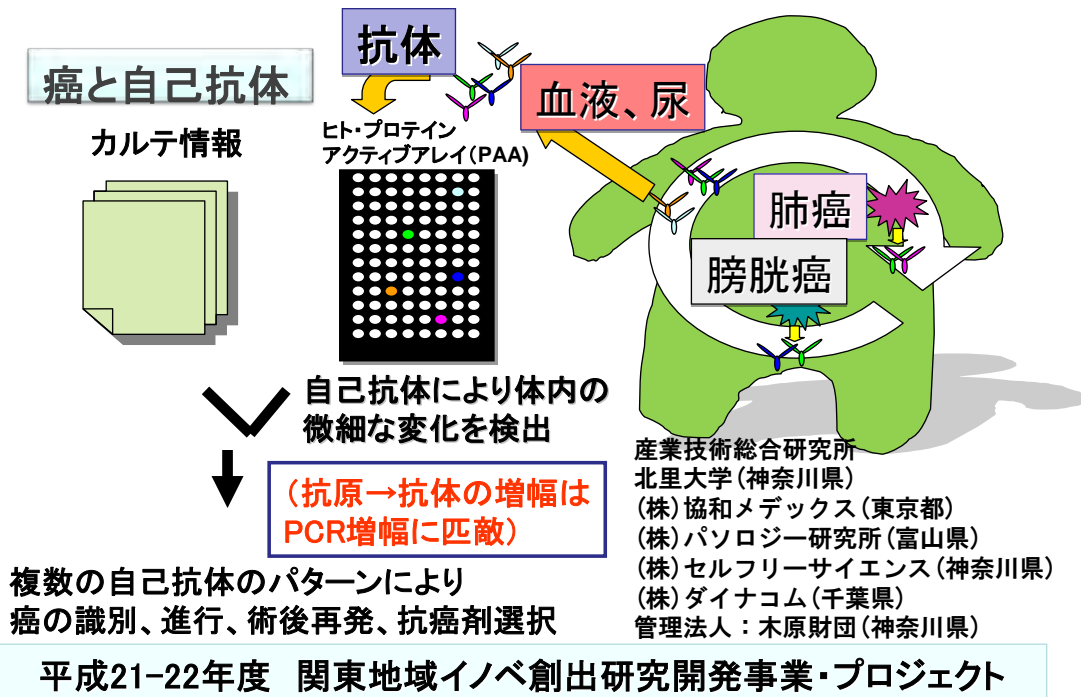 癌と自己抗体
カルテ情報
抗体
ヒト・プロテイン
アクティブアレイ(PAA)
血液、尿
肺癌
膀胱癌
自己抗体により体内の
微細な変化を検出
(抗原→抗体の増幅は
PCR増幅に匹敵)
複数の自己抗体のパターンにより
癌の識別、進行、術後再発、抗癌剤選択
産業技術総合研究所
北里大学(神奈川県)
(株)協和メデックス(東京都)
(株)パソロジー研究所(富山県)
(株)セルフリーサイエンス(神奈川県)
(株)ダイナコム(千葉県)
管理法人:木原財団(神奈川県)
平成21-22年度 関東地域イノベ創出研究開発事業・プロジェクト